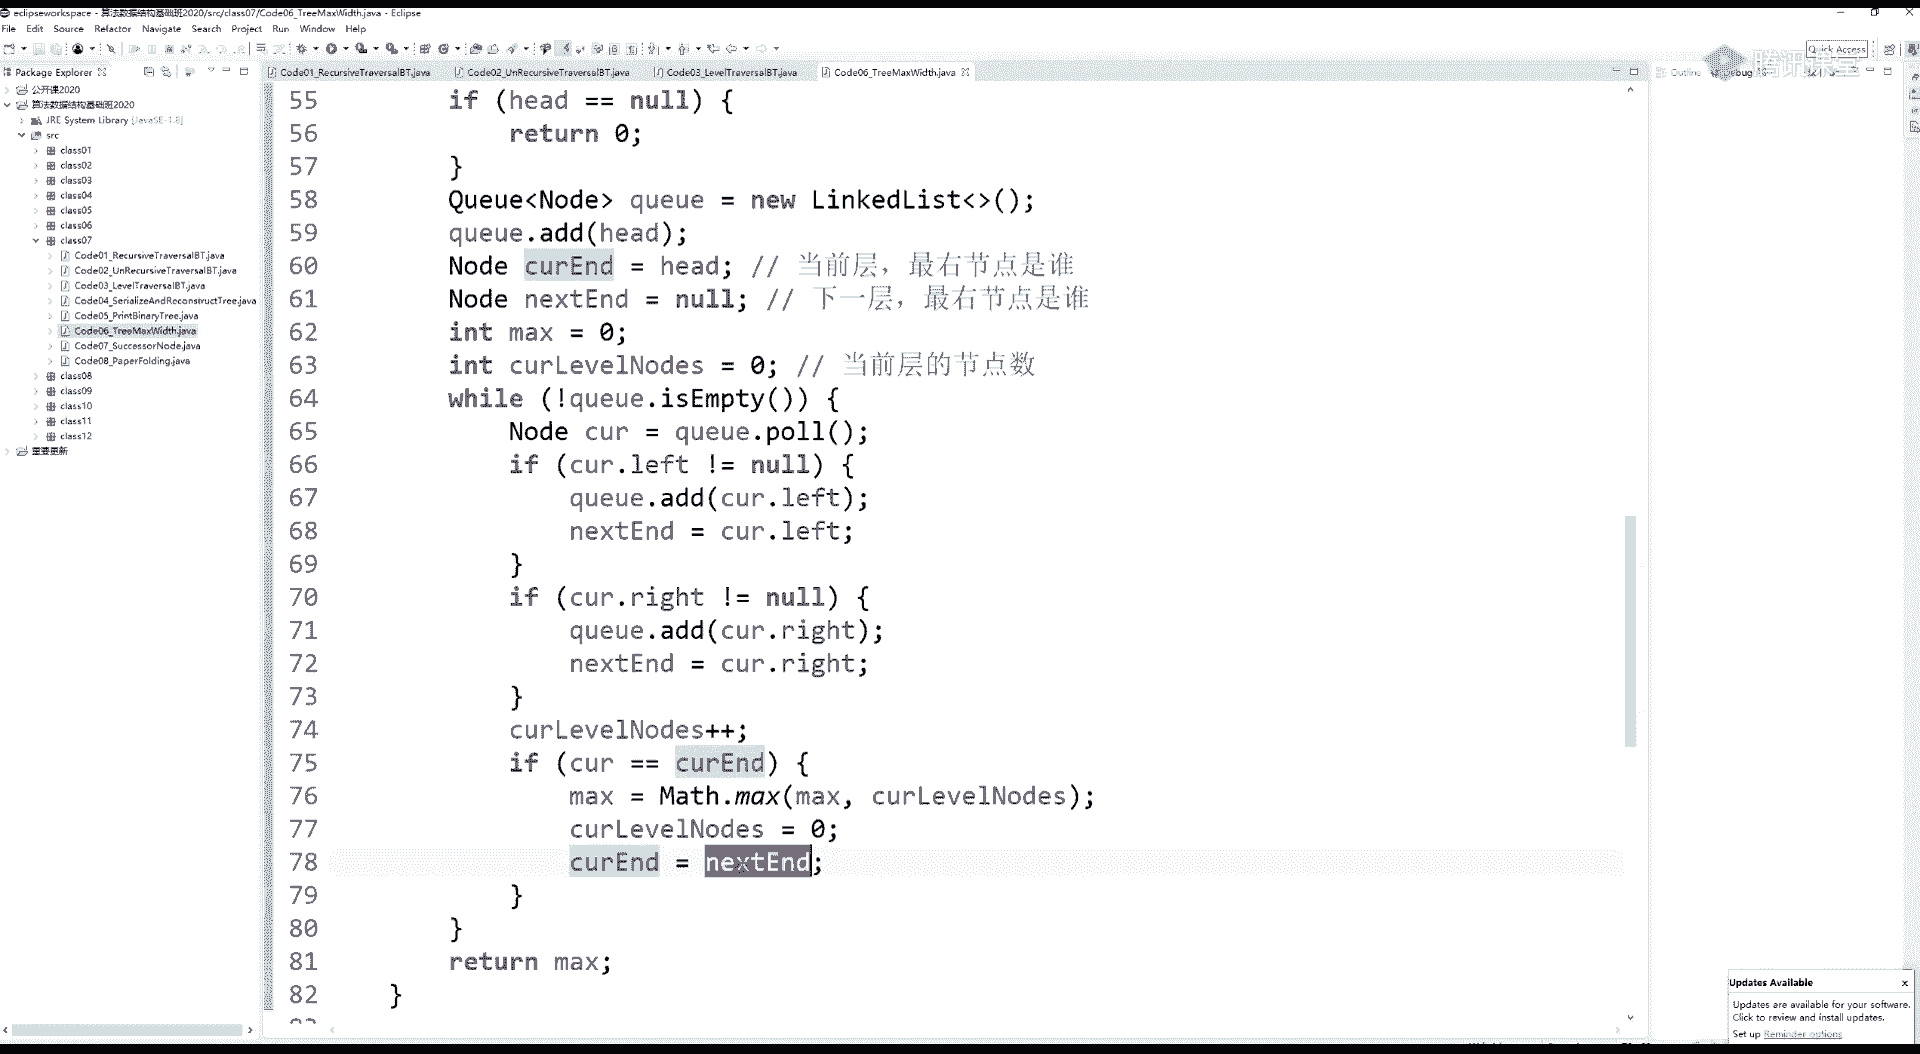 eclipseworkspace - 算法数据结构基础班2020/src/class07/Code06_TreeMaxWidth.java - Eclipse
File Edit Source Refactor Navigate Search Project Run Window Help
Quick Access
腾讯课堂
Package Explorer
Code01_RecursiveTraversalBT.java
Code02_UnRecursiveTraversalBT.java
Code03_LevelTraversalBT.java
Code06_TreeMaxWidth.java
Outline
Debug
公开课2020
算法数据结构基础班2020
JRE System Library [JavaSE-1.8]
src
class01
class02
class03
class04
class05
class06
class07
Code01_RecursiveTraversalBT.java
Code02_UnRecursiveTraversalBT.java
Code03_LevelTraversalBT.java
Code04_SerializeAndReconstructTree.java
Code05_PrintBinaryTree.java
Code06_TreeMaxWidth.java
Code07_SuccessorNode.java
Code08_PaperFolding.java
class08
class09
class10
class11
class12
重要更新
55 if (head == null) {
56 return 0;
57 }
58 Queue<Node> queue = new LinkedList<>();
59 queue.add(head);
60 Node curEnd = head; // 当前层，最右节点是谁
61 Node nextEnd = null; // 下一层，最右节点是谁
62 int max = 0;
63 int curLevelNodes = 0; // 当前层的节点数
64 while (!queue.isEmpty()) {
65 Node cur = queue.poll();
66 if (cur.left != null) {
67 queue.add(cur.left);
68 nextEnd = cur.left;
69 }
70 if (cur.right != null) {
71 queue.add(cur.right);
72 nextEnd = cur.right;
73 }
74 curLevelNodes++;
75 if (cur == curEnd) {
76 max = Math.max(max, curLevelNodes);
77 curLevelNodes = 0;
78 curEnd = nextEnd;
79 }
80 }
81 return max;
82 }
Updates Available
Updates are available for your software.
Click to review and install updates.
Set up Reminder options